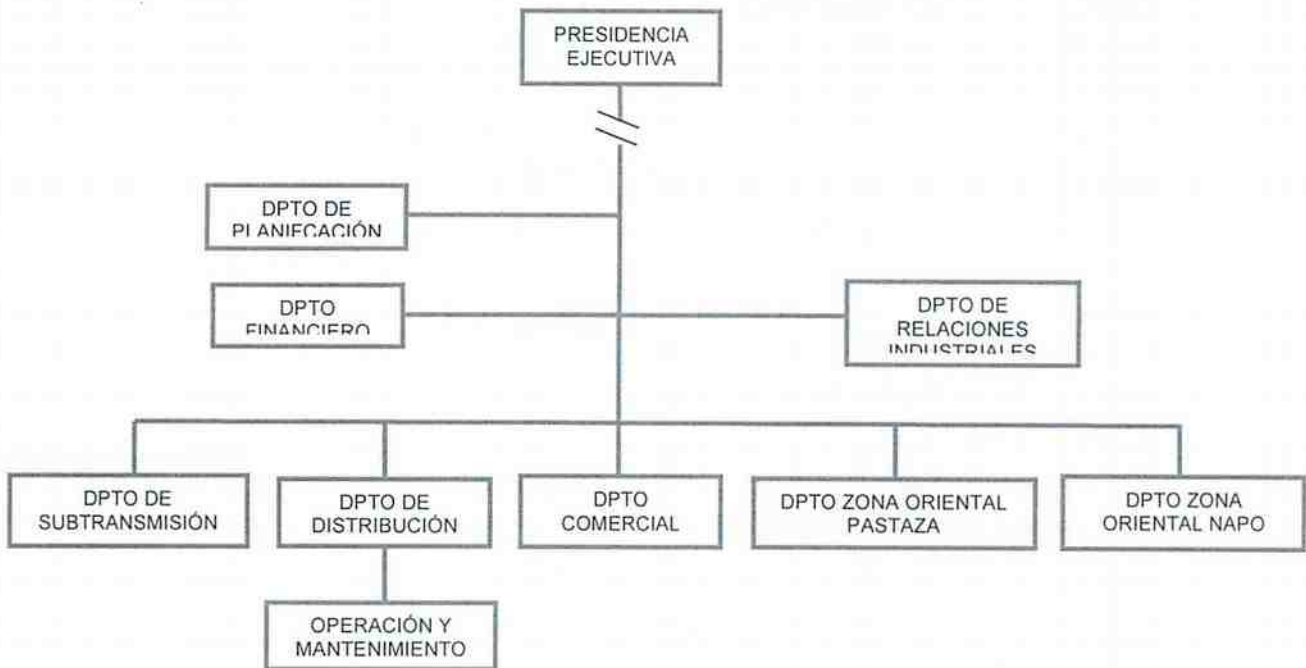 PRESIDENCIA
EJECUTIVA
DPTO DE
PLANIFCACIÓN
DPTO
FINANCIERO
DPTO DE
RELACIONES
INDUSTRIALES
DPTO DE
SUBTRANSMISIÓN
DPTO DE
DISTRIBUCIÓN
DPTO
COMERCIAL
DPTO ZONA ORIENTAL
PASTAZA
DPTO ZONA
ORIENTAL NAPO
OPERACIÓN Y
MANTENIMIENTO